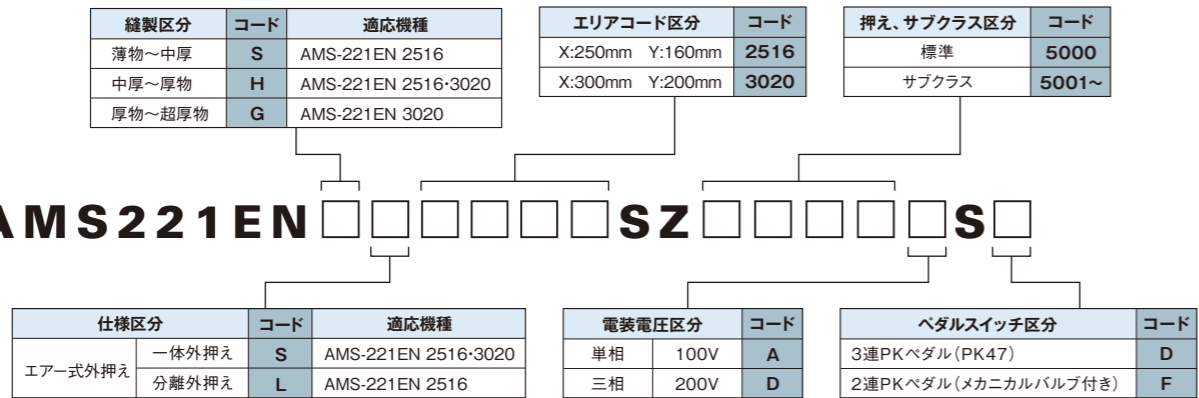 縫製区分 コード 適応機種
薄物～中厚 S AMS-221EN 2516
中厚～厚物 H AMS-221EN 2516･3020
厚物～超厚物 G AMS-221EN 3020
エリアコード区分 コード
X:250mm Y:160mm 2516
X:300mm Y:200mm 3020
押え、サブクラス区分 コード
標準 5000
サブクラス 5001～
AMS221EN□□□□□□SZ□□□□□S□
仕様区分 コード 適応機種
エアー式外押え 一体外押え S AMS-221EN 2516･3020
分離外押え L AMS-221EN 2516
電装電圧区分 コード
単相 100V A
三相 200V D
ペダルスイッチ区分 コード
3連PKペダル(PK47) D
2連PKペダル(メカニカルバルブ付き) F